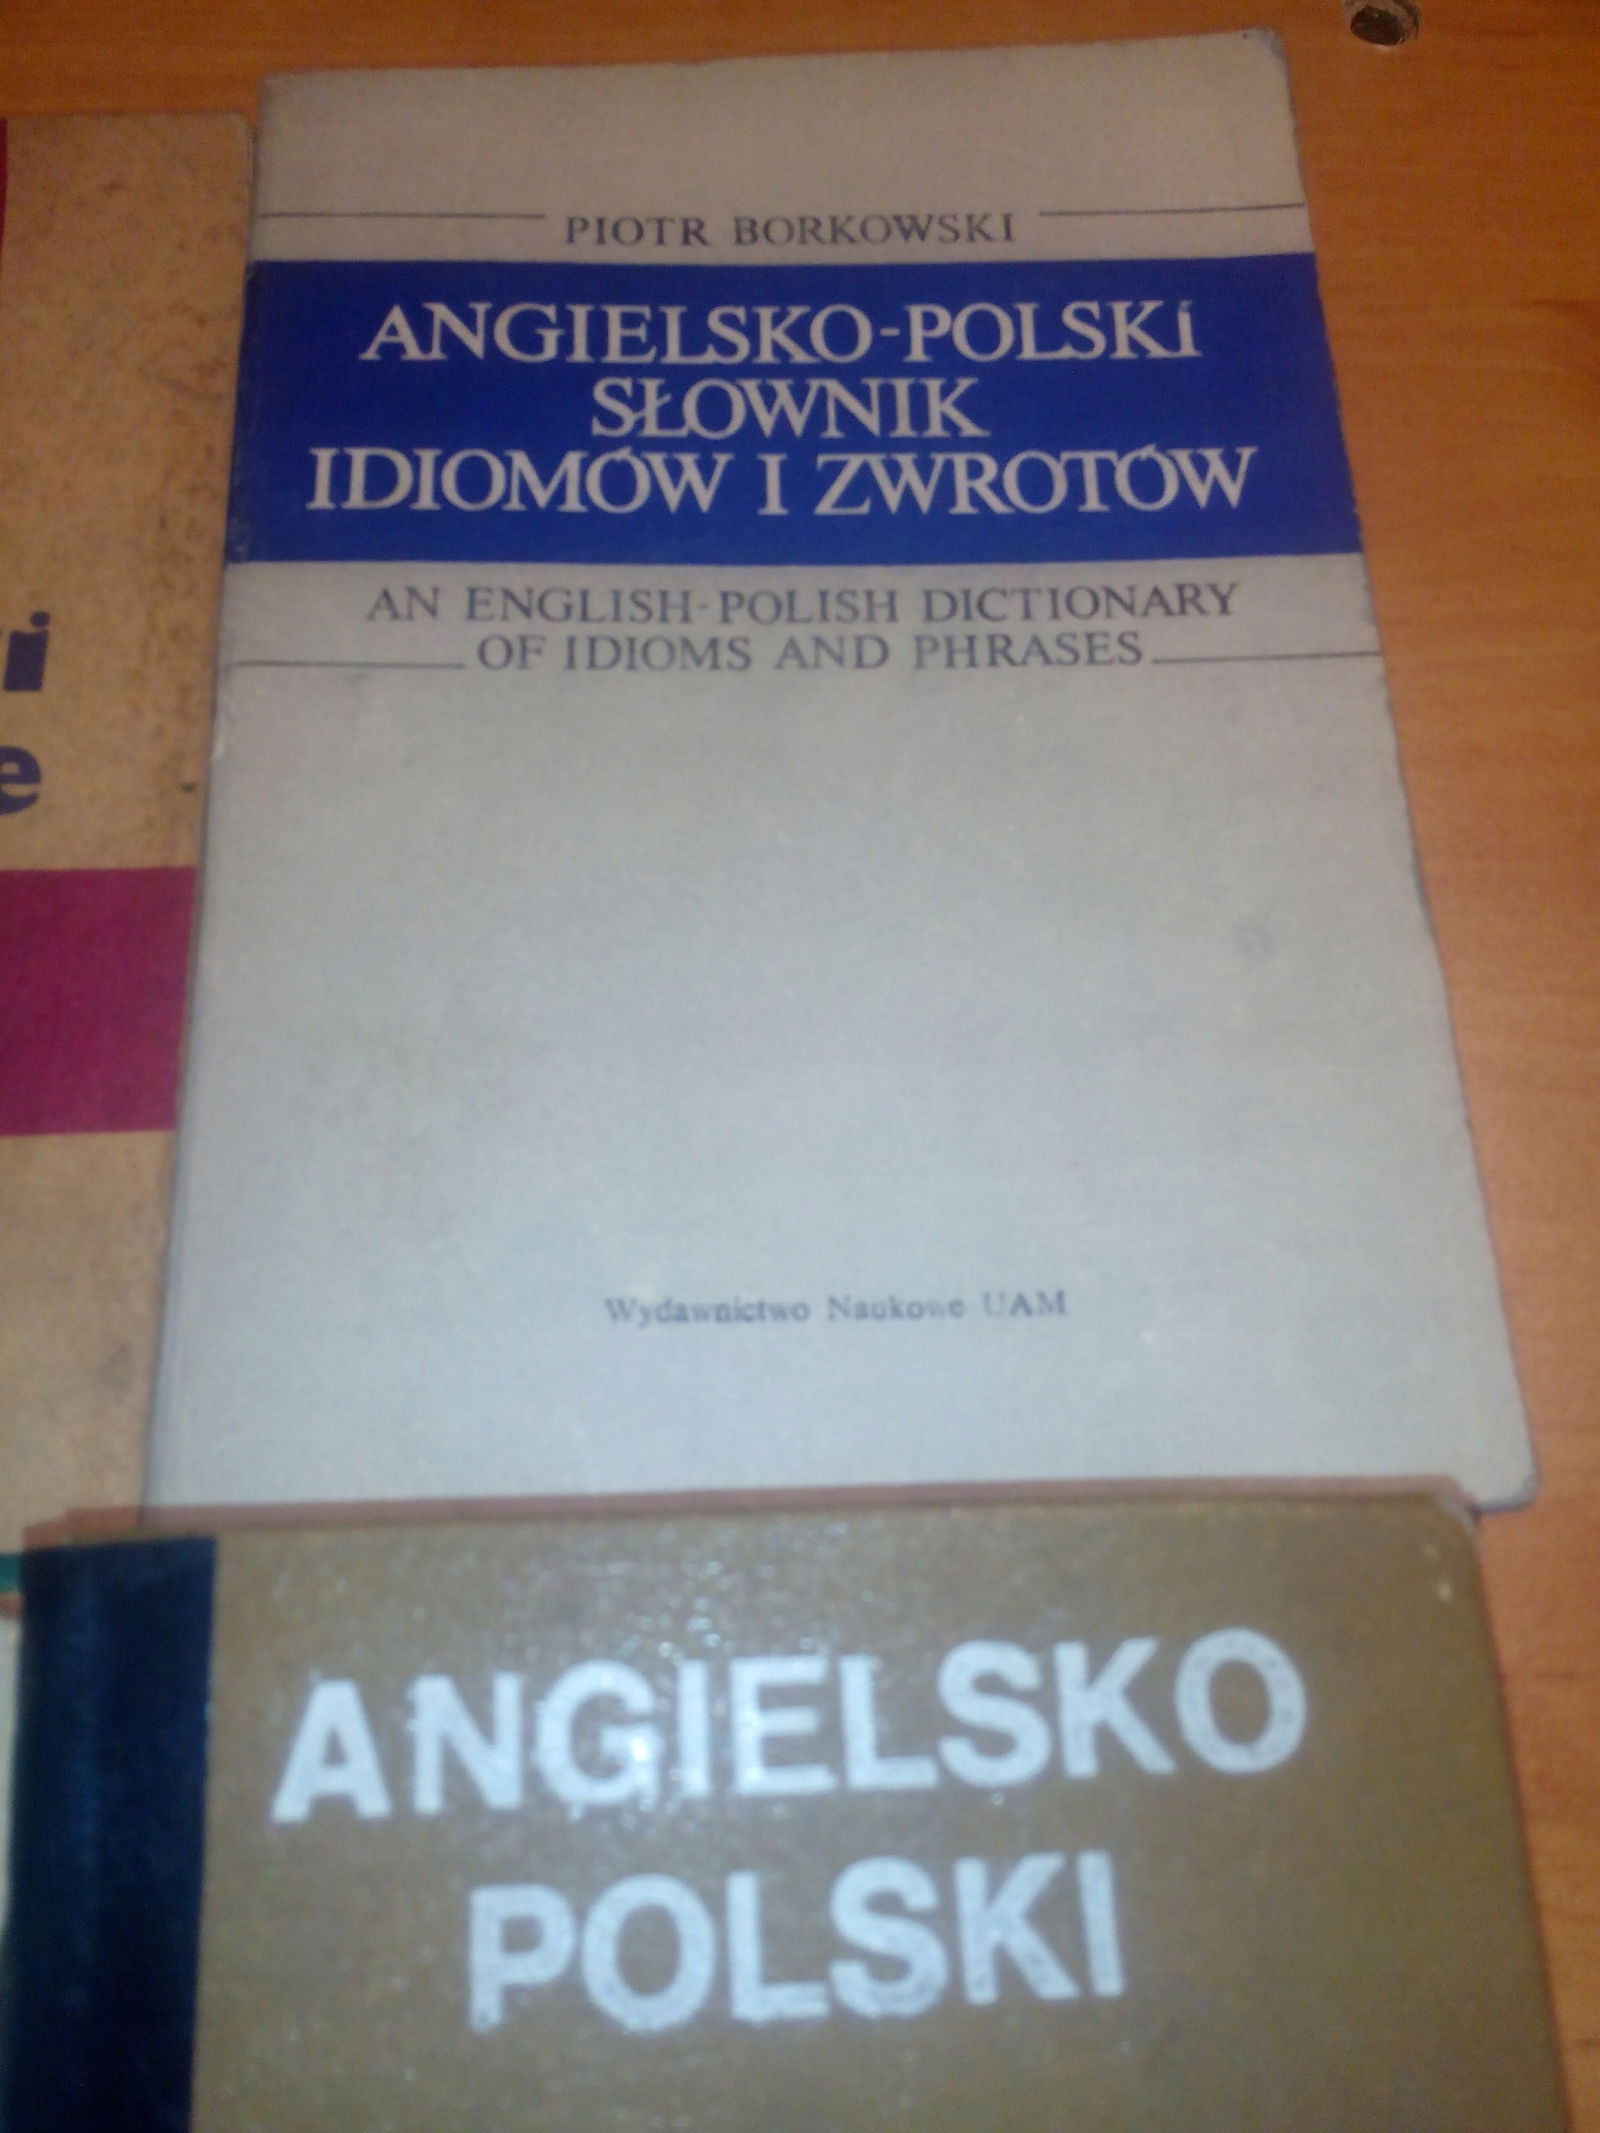 PIOTR BORKOWSKI
ANGIELSKO-POLSKI
SŁOWNIK
IDIOMÓW I ZWROTÓW
AN ENGLISH-POLISH DICTIONARY
OF IDIOMS AND PHRASES
Wydawnictwo Naukowe UAM
ANGIELSKO
POLSKI